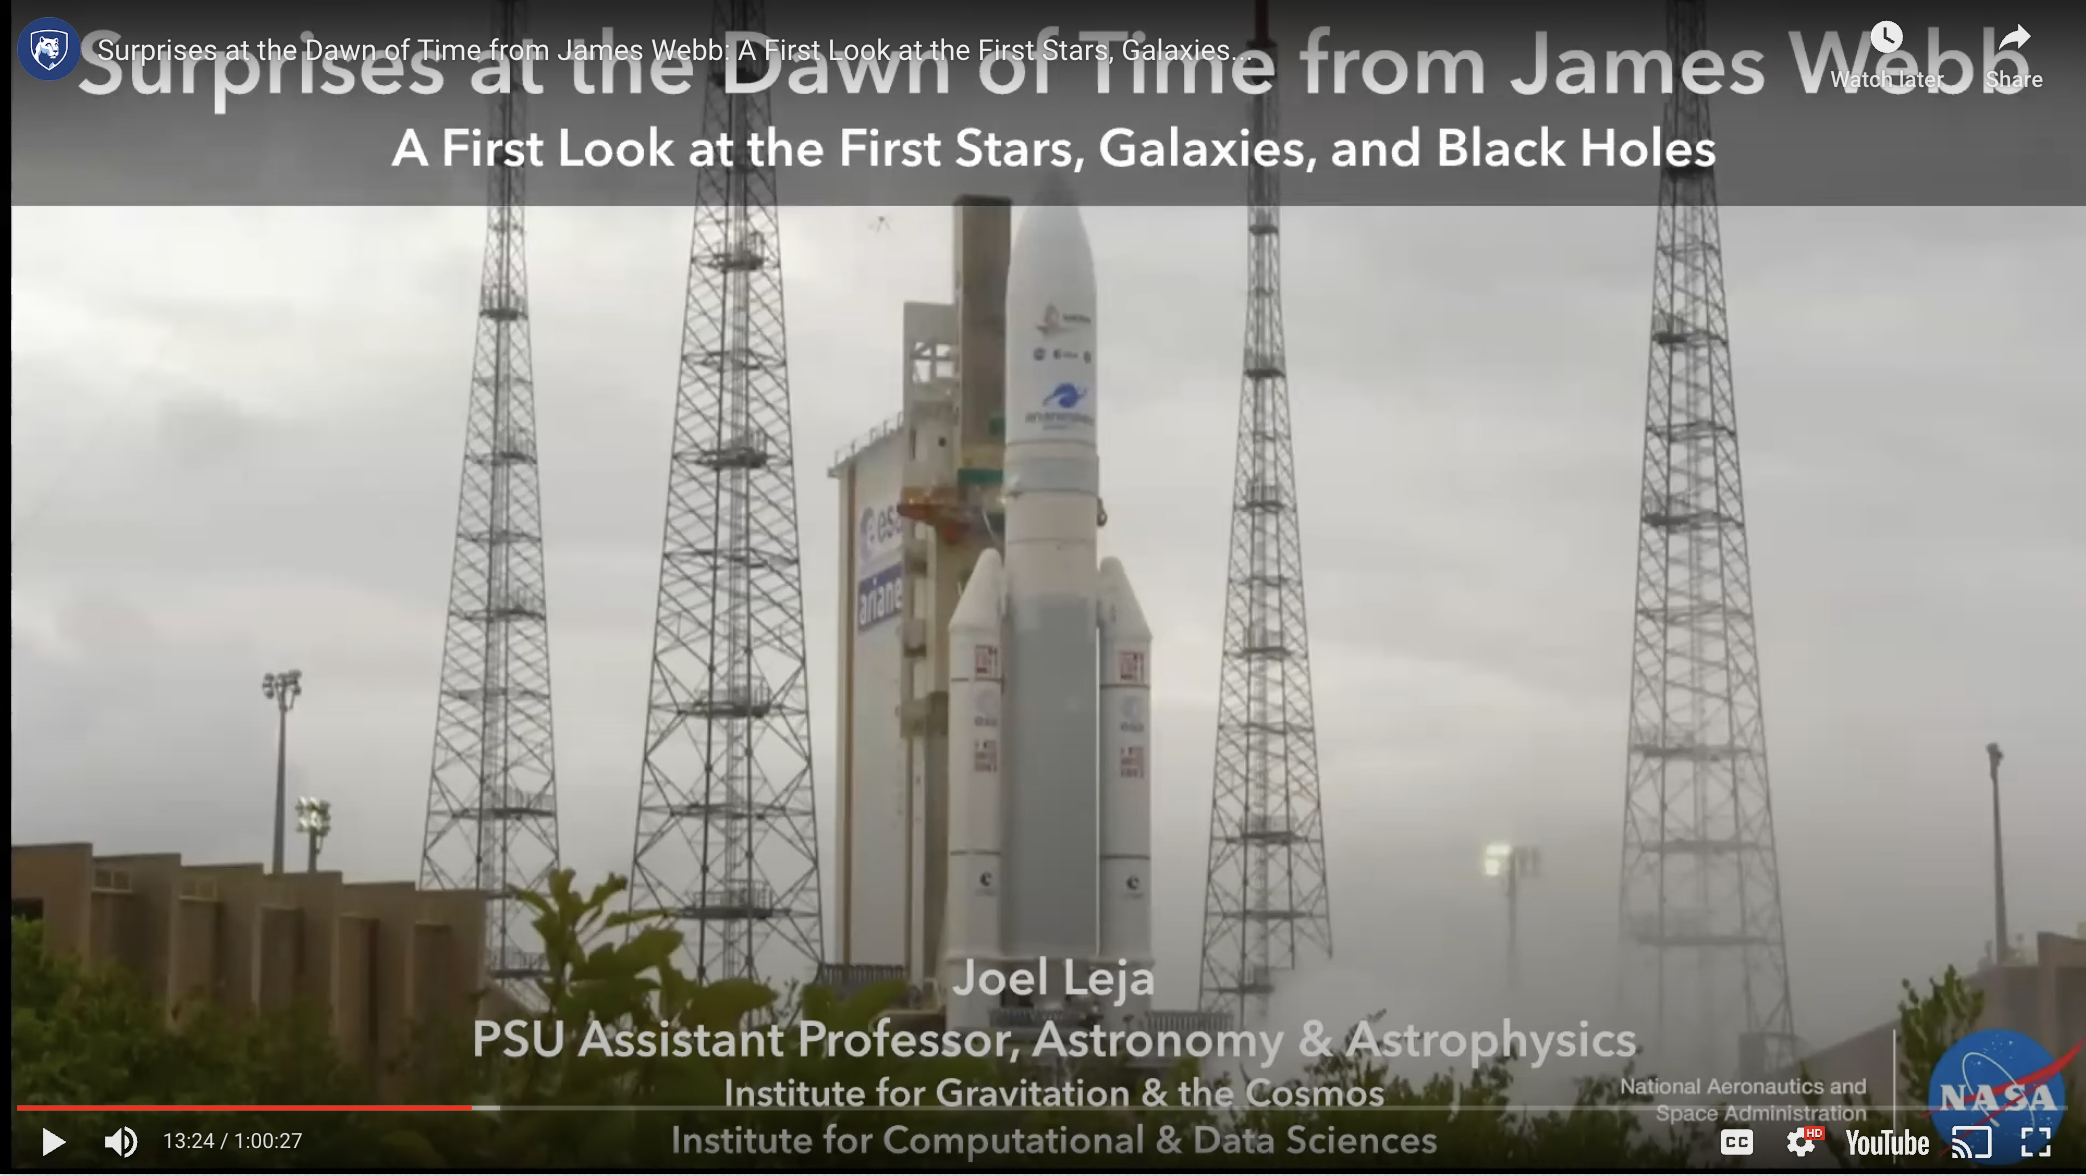 Surprises at the Dawn of Time from James Webb: A First Look at the First Stars, Galaxies...
Watch later
Share
Surprises at the Dawn of Time from James Webb
A First Look at the First Stars, Galaxies, and Black Holes
esa
ariane
esa
esa
Joel Leja
PSU Assistant Professor, Astronomy & Astrophysics
Institute for Gravitation & the Cosmos
Institute for Computational & Data Sciences
National Aeronautics and
Space Administration
NASA
13:24 / 1:00:27
CC
HD
YouTube